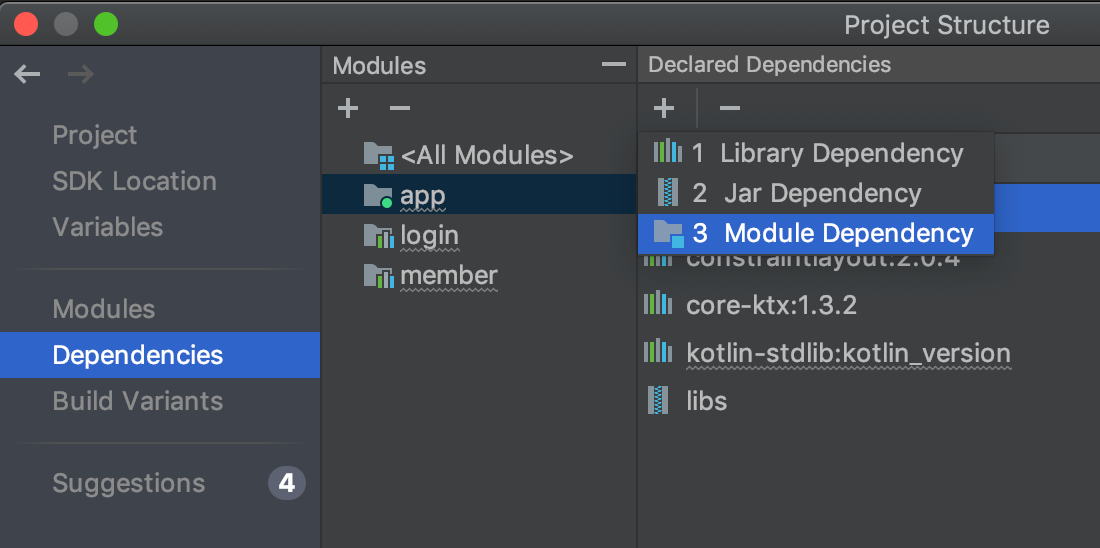 Project Structure
Project
SDK Location
Variables
Modules
Dependencies
Build Variants
Suggestions 4
Modules
<All Modules>
app
login
member
Declared Dependencies
1 Library Dependency
2 Jar Dependency
3 Module Dependency
constraintlayout:2.0.4
core-ktx:1.3.2
kotlin-stdlib:kotlin_version
libs